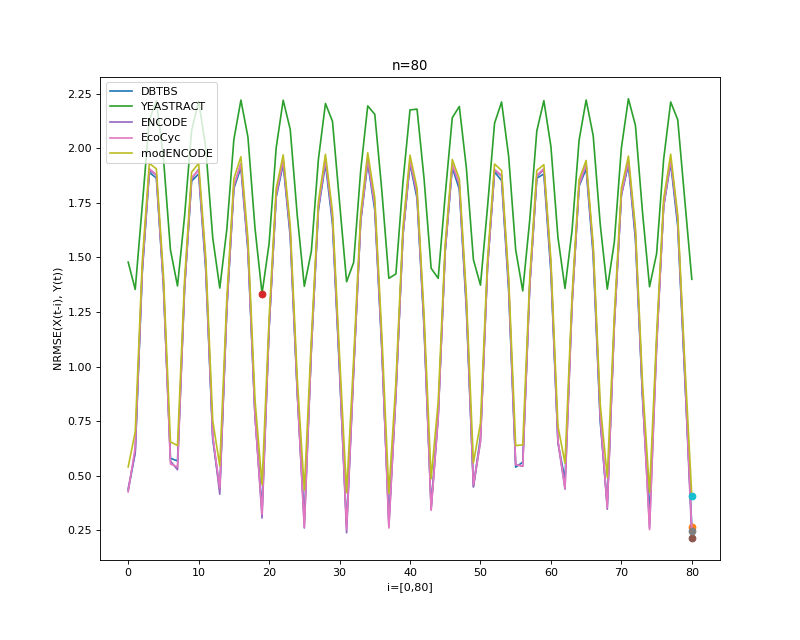 n=80
DBTBS
YEASTRACT
ENCODE
EcoCyc
modENCODE
2.25
2.00
1.75
1.50
1.25
1.00
0.75
0.50
0.25
NRMSE(X(t-i), Y(t))
0 10 20 30 40 50 60 70 80
i=[0,80]